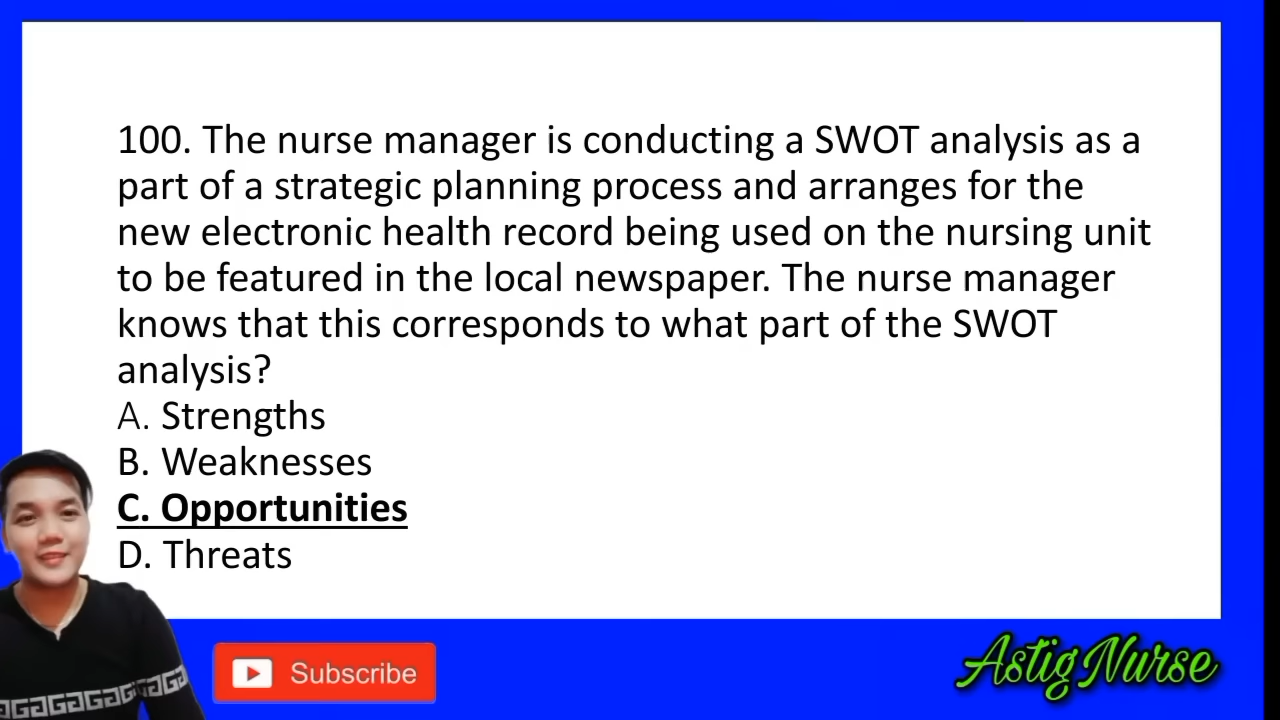 100. The nurse manager is conducting a SWOT analysis as a
part of a strategic planning process and arranges for the
new electronic health record being used on the nursing unit
to be featured in the local newspaper. The nurse manager
knows that this corresponds to what part of the SWOT
analysis?
A. Strengths
B. Weaknesses
C. Opportunities
D. Threats
Subscribe
Astig Nurse